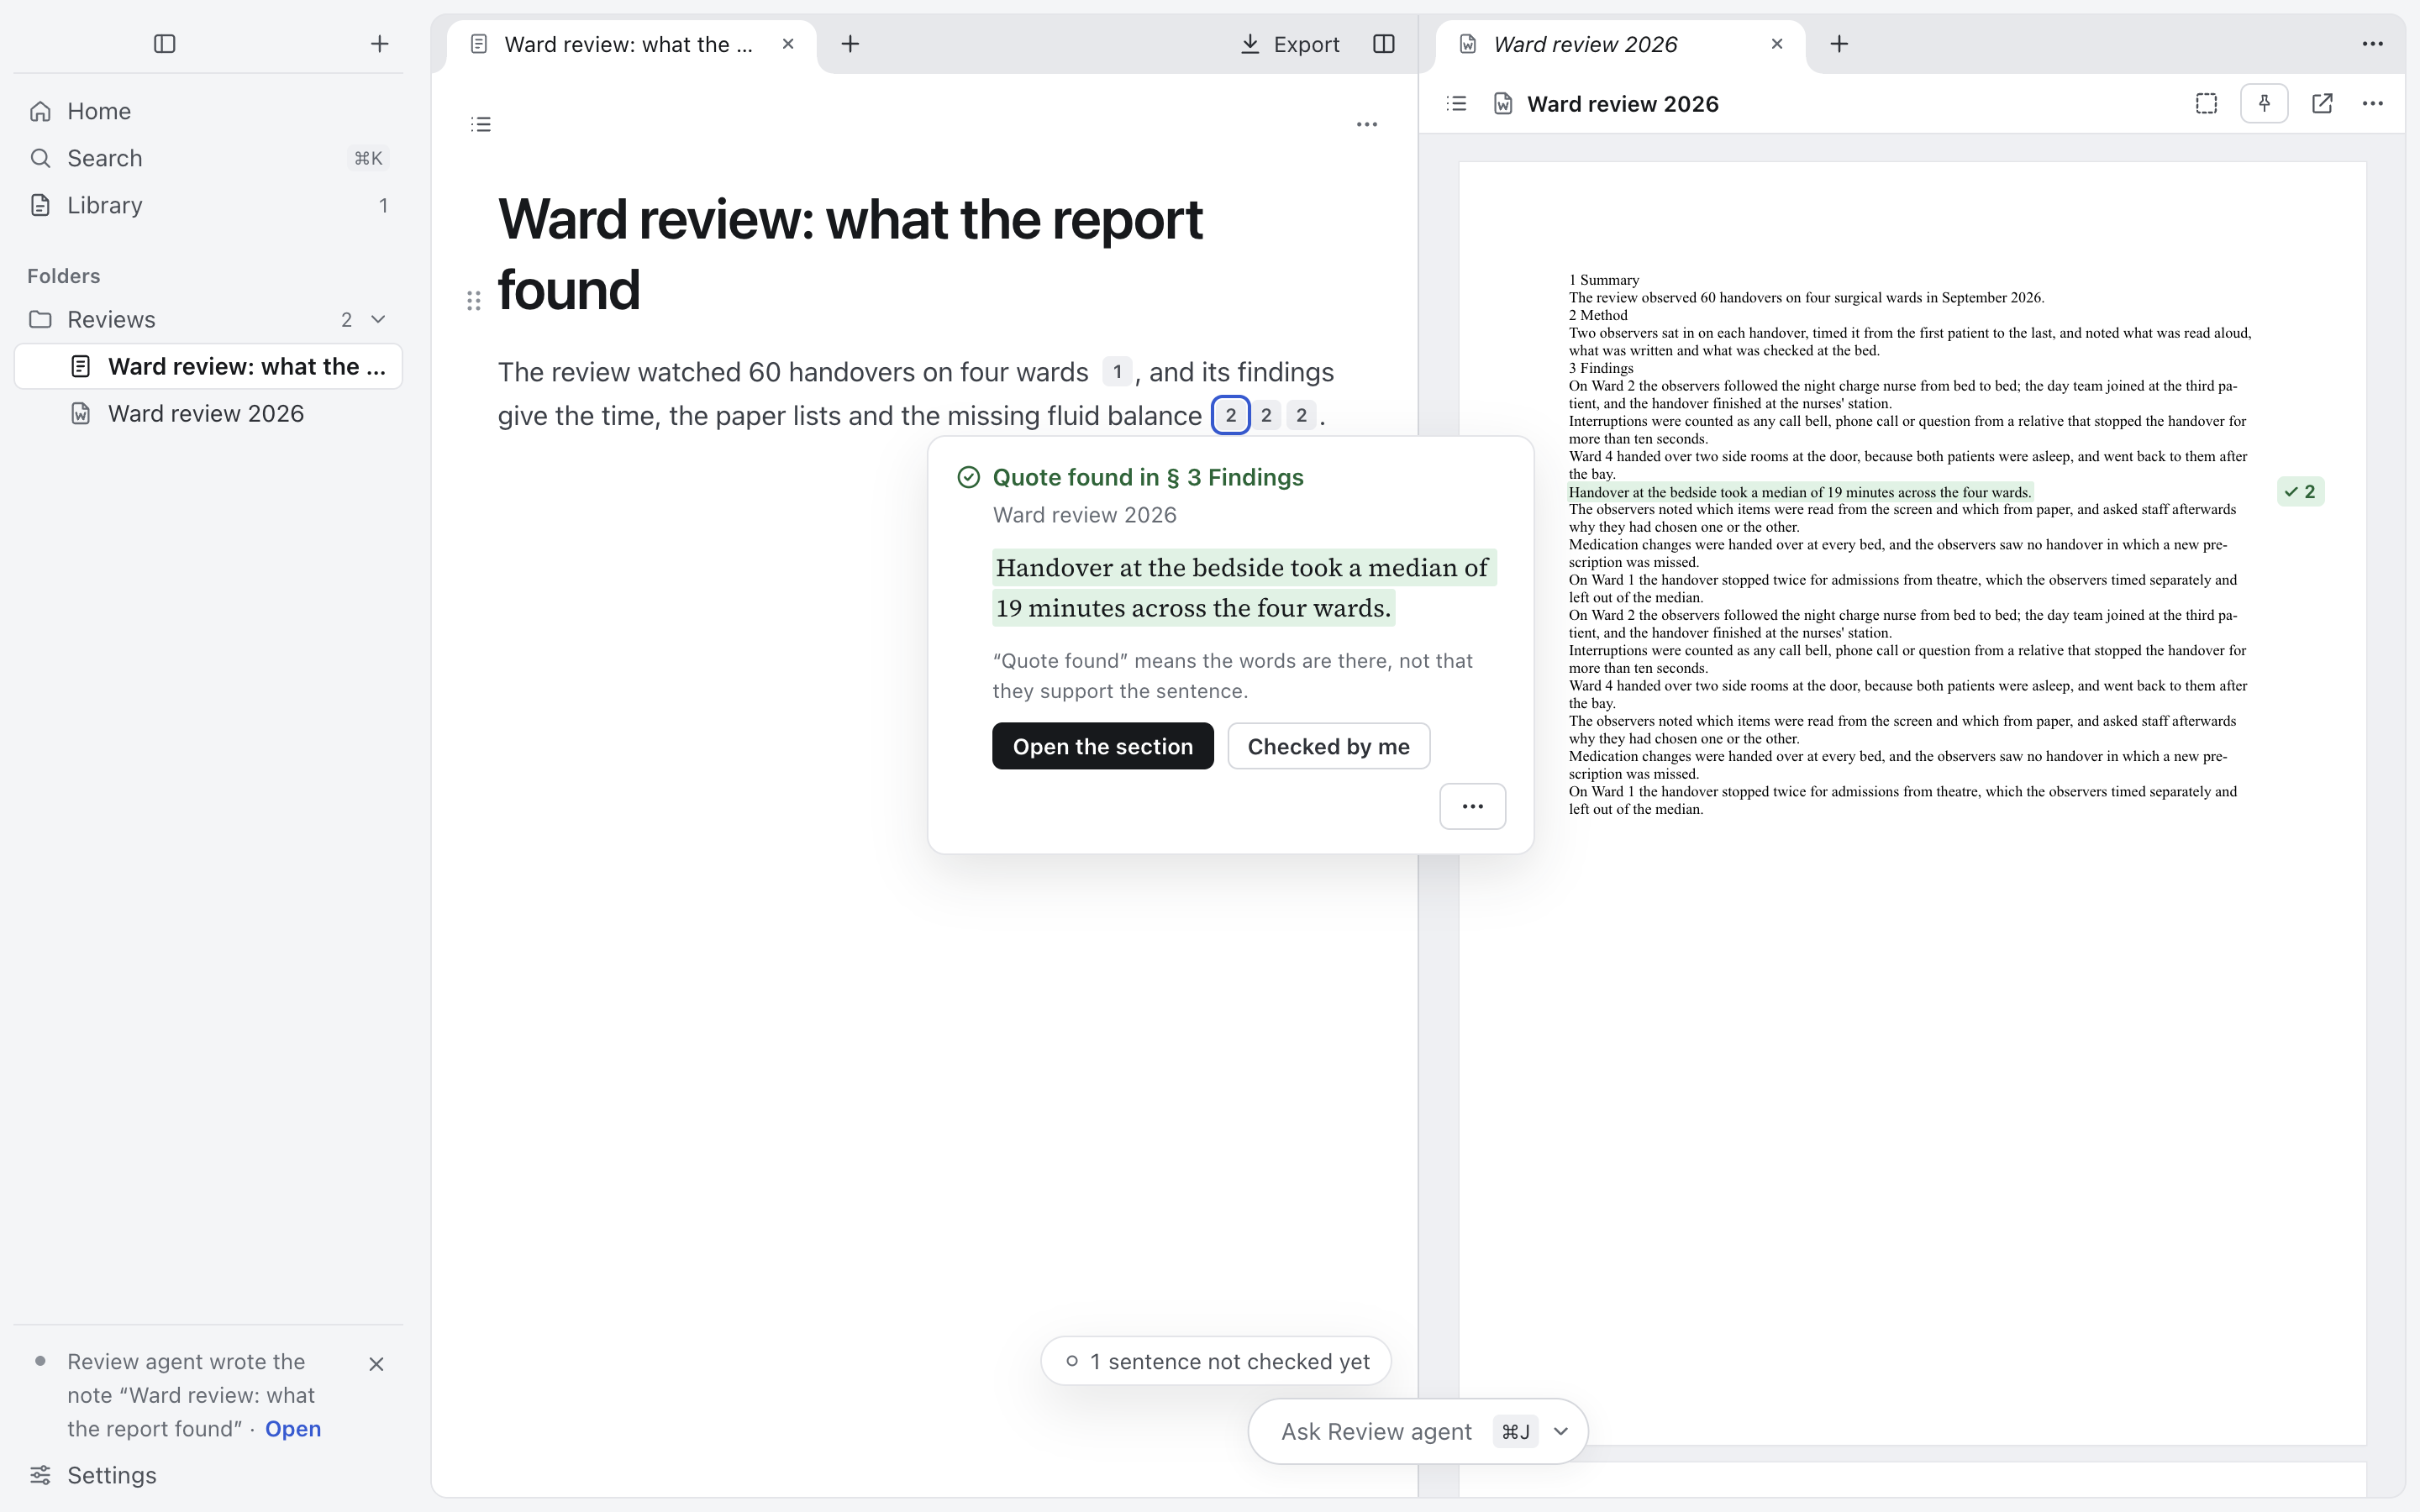 Home
Search ⌘K
Library 1
Folders
Reviews 2
Ward review: what the ...
Ward review 2026
Review agent wrote the
note “Ward review: what
the report found” · Open
Settings
Ward review: what the ...
Export
Ward review: what the report
found
The review watched 60 handovers on four wards 1, and its findings
give the time, the paper lists and the missing fluid balance 2 2 2.
Quote found in § 3 Findings
Ward review 2026
Handover at the bedside took a median of
19 minutes across the four wards.
“Quote found” means the words are there, not that
they support the sentence.
Open the section
Checked by me
1 sentence not checked yet
Ask Review agent ⌘J
Ward review 2026
Ward review 2026
1 Summary
The review observed 60 handovers on four surgical wards in September 2026.
2 Method
Two observers sat in on each handover, timed it from the first patient to the last, and noted what was read aloud,
what was written and what was checked at the bed.
3 Findings
On Ward 2 the observers followed the night charge nurse from bed to bed; the day team joined at the third pa-
tient, and the handover finished at the nurses' station.
Interruptions were counted as any call bell, phone call or question from a relative that stopped the handover for
more than ten seconds.
Ward 4 handed over two side rooms at the door, because both patients were asleep, and went back to them after
the bay.
Handover at the bedside took a median of 19 minutes across the four wards.
2
The observers noted which items were read from the screen and which from paper, and asked staff afterwards
why they had chosen one or the other.
Medication changes were handed over at every bed, and the observers saw no handover in which a new pre-
scription was missed.
On Ward 1 the handover stopped twice for admissions from theatre, which the observers timed separately and
left out of the median.
On Ward 2 the observers followed the night charge nurse from bed to bed; the day team joined at the third pa-
tient, and the handover finished at the nurses' station.
Interruptions were counted as any call bell, phone call or question from a relative that stopped the handover for
more than ten seconds.
Ward 4 handed over two side rooms at the door, because both patients were asleep, and went back to them after
the bay.
The observers noted which items were read from the screen and which from paper, and asked staff afterwards
why they had chosen one or the other.
Medication changes were handed over at every bed, and the observers saw no handover in which a new pre-
scription was missed.
On Ward 1 the handover stopped twice for admissions from theatre, which the observers timed separately and
left out of the median.